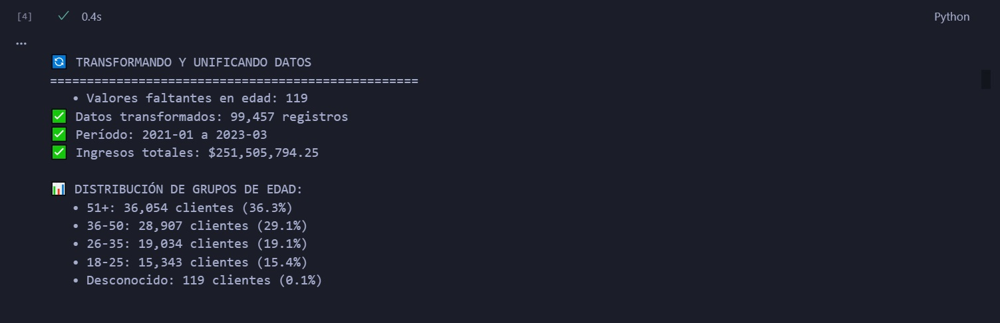 [4] 0.4s Python
...
TRANSFORMANDO Y UNIFICANDO DATOS
==================================================
• Valores faltantes en edad: 119
✅ Datos transformados: 99,457 registros
✅ Período: 2021-01 a 2023-03
✅ Ingresos totales: $251,505,794.25
📊 DISTRIBUCIÓN DE GRUPOS DE EDAD:
• 51+: 36,054 clientes (36.3%)
• 36-50: 28,907 clientes (29.1%)
• 26-35: 19,034 clientes (19.1%)
• 18-25: 15,343 clientes (15.4%)
• Desconocido: 119 clientes (0.1%)